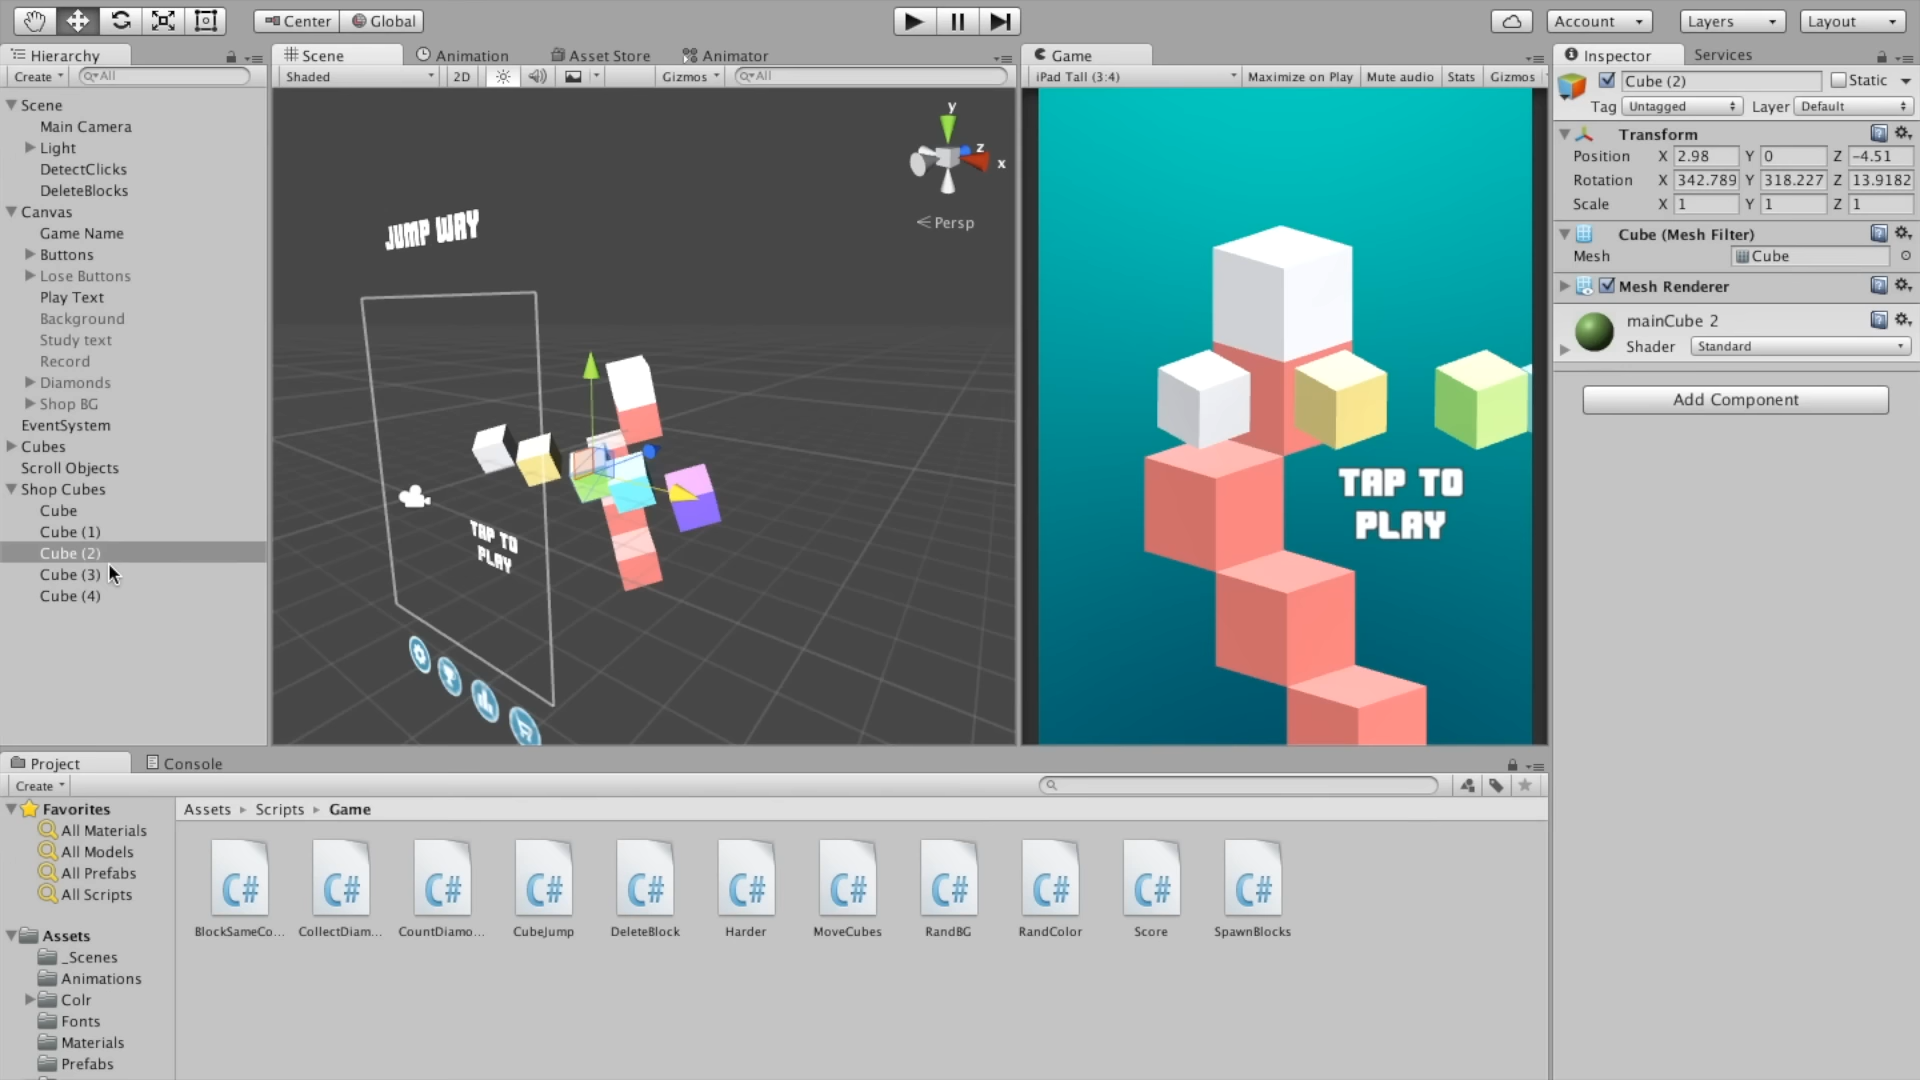 Center Global Account Layers Layout
Hierarchy
Create All
Scene
Main Camera
Light
DetectClicks
DeleteBlocks
Canvas
Game Name
Buttons
Lose Buttons
Play Text
Background
Study text
Record
Diamonds
Shop BG
EventSystem
Cubes
Scroll Objects
Shop Cubes
Cube
Cube (1)
Cube (2)
Cube (3)
Cube (4)
Scene Animation Asset Store Animator
Shaded 2D Gizmos All
y
z
x
Persp
JUMP WAY
TAP TO
PLAY
Game
iPad Tall (3:4) Maximize on Play Mute audio Stats Gizmos
TAP TO
PLAY
Inspector Services
Cube (2) Static
Tag Untagged Layer Default
Transform
Position X 2.98 Y 0 Z -4.51
Rotation X 342.789 Y 318.227 Z 13.9182
Scale X 1 Y 1 Z 1
Cube (Mesh Filter)
Mesh Cube
Mesh Renderer
mainCube 2
Shader Standard
Add Component
Project Console
Create
Favorites
All Materials
All Models
All Prefabs
All Scripts
Assets
_Scenes
Animations
Colr
Fonts
Materials
Prefabs
Assets Scripts Game
C# C# C# C# C# C# C# C# C# C# C#
BlockSameCo... CollectDiam... CountDiamo... CubeJump DeleteBlock Harder MoveCubes RandBG RandColor Score SpawnBlocks